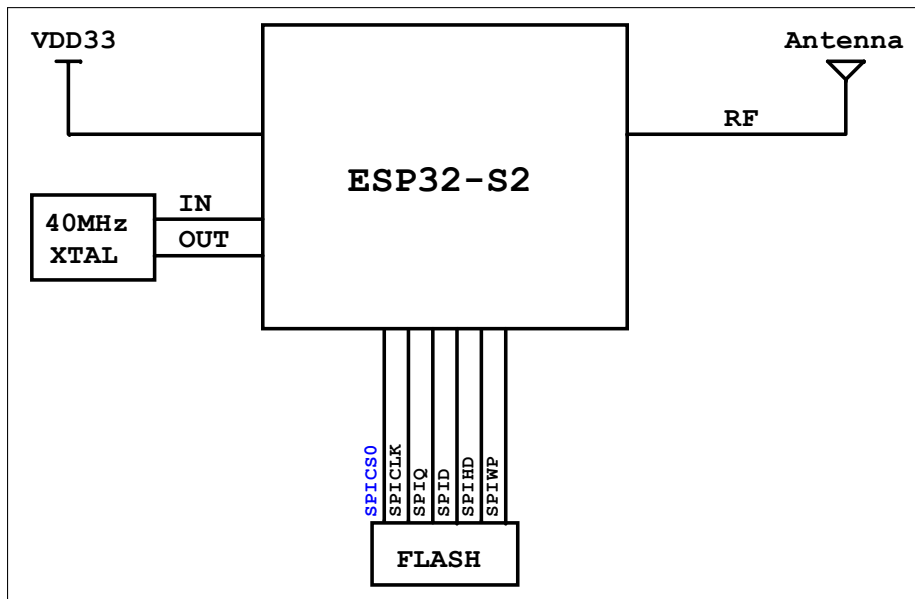 VDD33
Antenna
RF
ESP32-S2
IN
40MHz
OUT
XTAL
SPICS0
SPICLK
SPIQ
SPID
SPIHD
SPIWP
FLASH